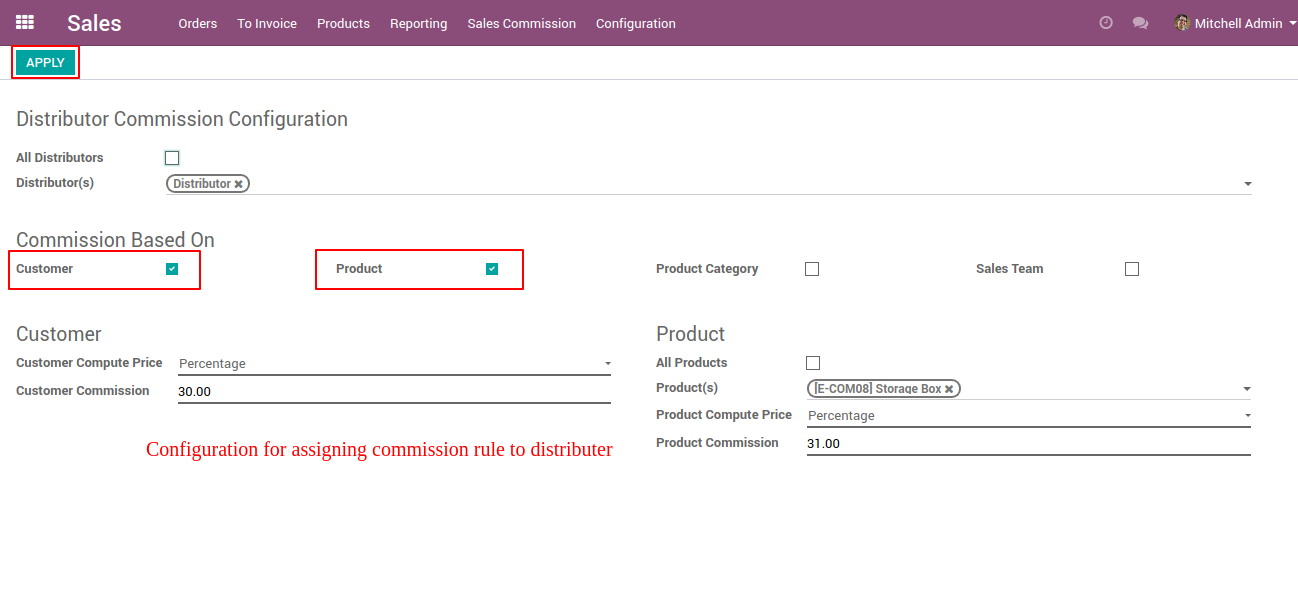 Sales Orders To Invoice Products Reporting Sales Commission Configuration Mitchell Admin
APPLY
Distributor Commission Configuration
All Distributors
Distributor(s) Distributor
Commission Based On
Customer Product Product Category Sales Team
Customer Product
Customer Compute Price Percentage All Products
Customer Commission 30.00 Product(s) [E-COM08] Storage Box
Product Compute Price Percentage
Product Commission 31.00
Configuration for assigning commission rule to distributer